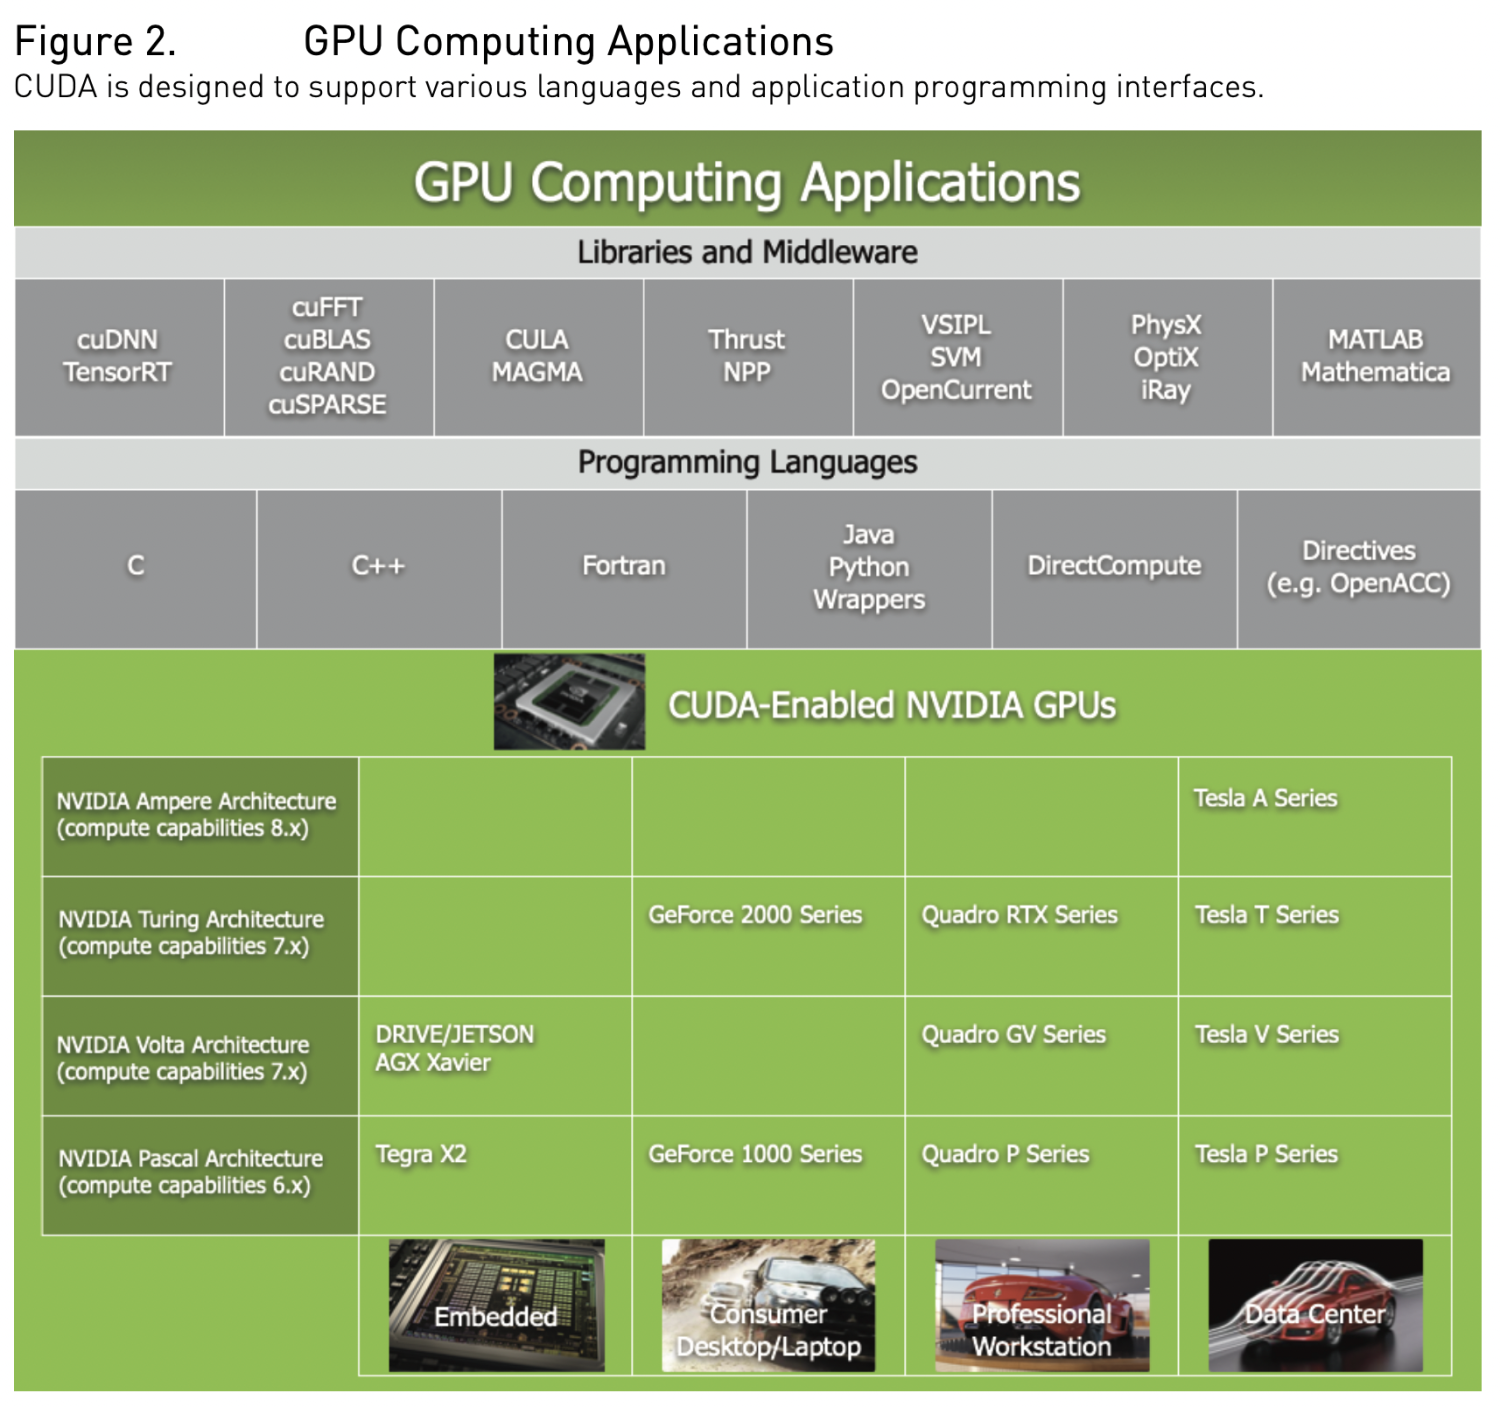 Figure 2. GPU Computing Applications
CUDA is designed to support various languages and application programming interfaces.
GPU Computing Applications
Libraries and Middleware
cuDNN
TensorRT
cuFFT
cuBLAS
cuRAND
cuSPARSE
CULA
MAGMA
Thrust
NPP
VSIPL
SVM
OpenCurrent
PhysX
OptiX
iRay
MATLAB
Mathematica
Programming Languages
C
C++
Fortran
Java
Python
Wrappers
DirectCompute
Directives
(e.g. OpenACC)
CUDA-Enabled NVIDIA GPUs
NVIDIA Ampere Architecture
(compute capabilities 8.x)
Tesla A Series
NVIDIA Turing Architecture
(compute capabilities 7.x)
GeForce 2000 Series
Quadro RTX Series
Tesla T Series
NVIDIA Volta Architecture
(compute capabilities 7.x)
DRIVE/JETSON
AGX Xavier
Quadro GV Series
Tesla V Series
NVIDIA Pascal Architecture
(compute capabilities 6.x)
Tegra X2
GeForce 1000 Series
Quadro P Series
Tesla P Series
Embedded
Consumer
Desktop/Laptop
Professional
Workstation
Data Center